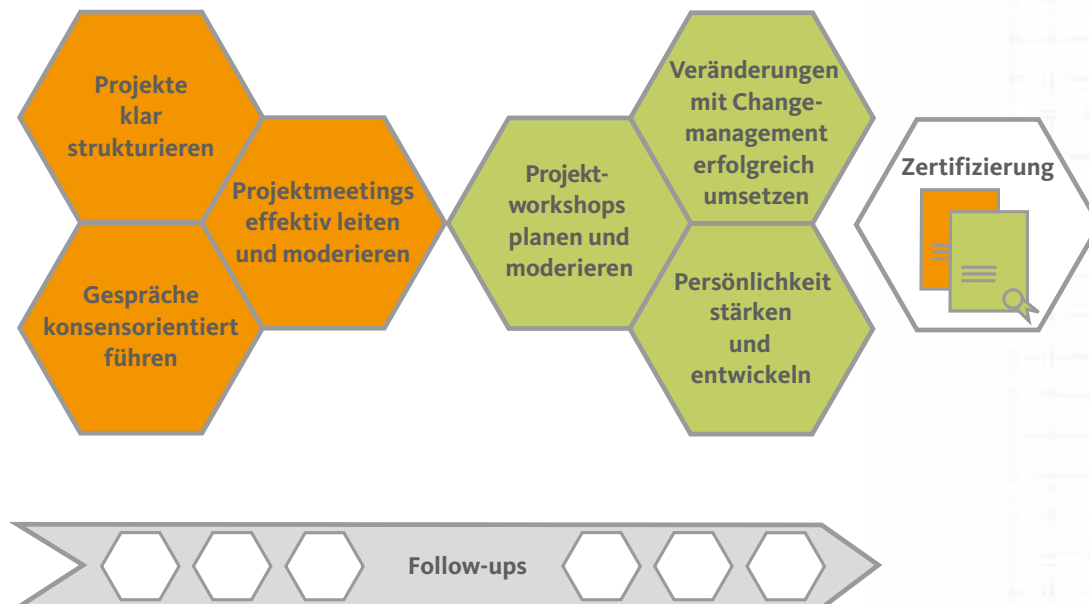 Projekte
klar
strukturieren
Gespräche
konsensorientiert
führen
Projektmeetings
effektiv leiten
und moderieren
Projekt-
workshops
planen und
moderieren
Veränderungen
mit Change-
management
erfolgreich
umsetzen
Persönlichkeit
stärken
und
entwickeln
Zertifizierung
Follow-ups